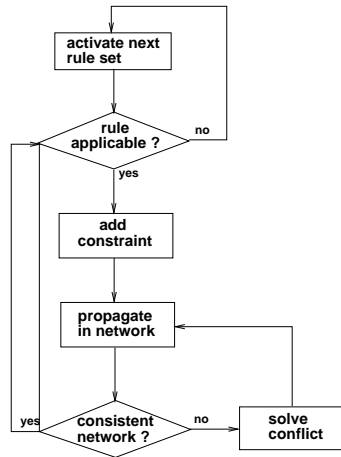 activate next
rule set
rule
applicable ?
no
yes
add
constraint
propagate
in network
consistent
network ?
yes
no
solve
conflict